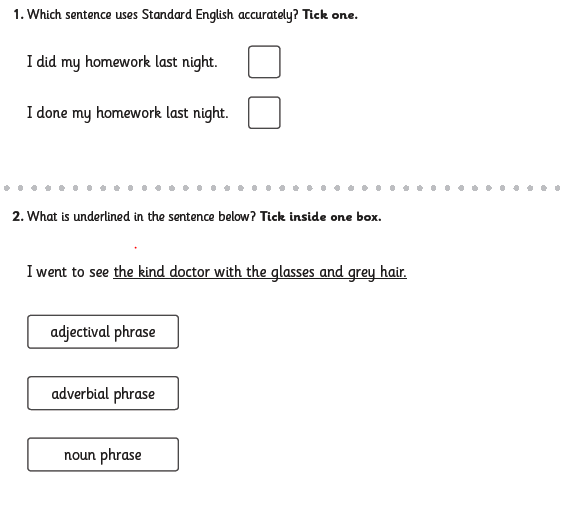 1. Which sentence uses Standard English accurately? Tick one.
I did my homework last night.
I done my homework last night.
2. What is underlined in the sentence below? Tick inside one box.
I went to see the kind doctor with the glasses and grey hair.
adjectival phrase
adverbial phrase
noun phrase